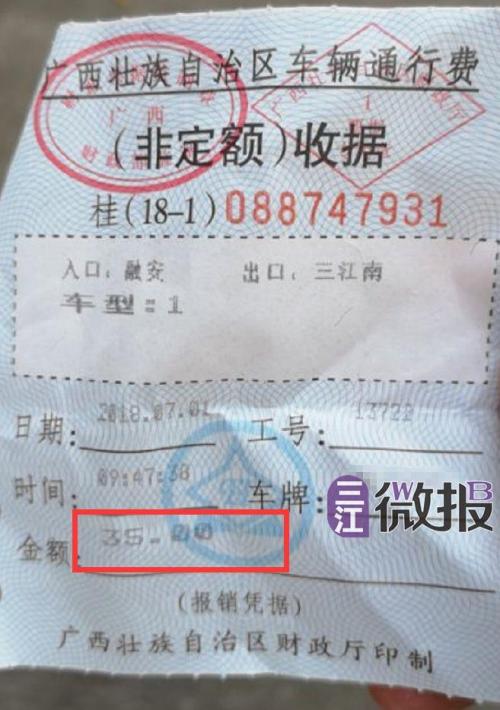 广西壮族自治区车辆通行费
广西
(非定额)收据
桂(18-1)088747931
入口:融安 出口:三江南
车型:1
日期: 2018.07.01 工号: 13722
时间: 09:47:38 车牌:
三江微报 WB
金额: 35.00
(报销凭据)
广西壮族自治区财政厅印制